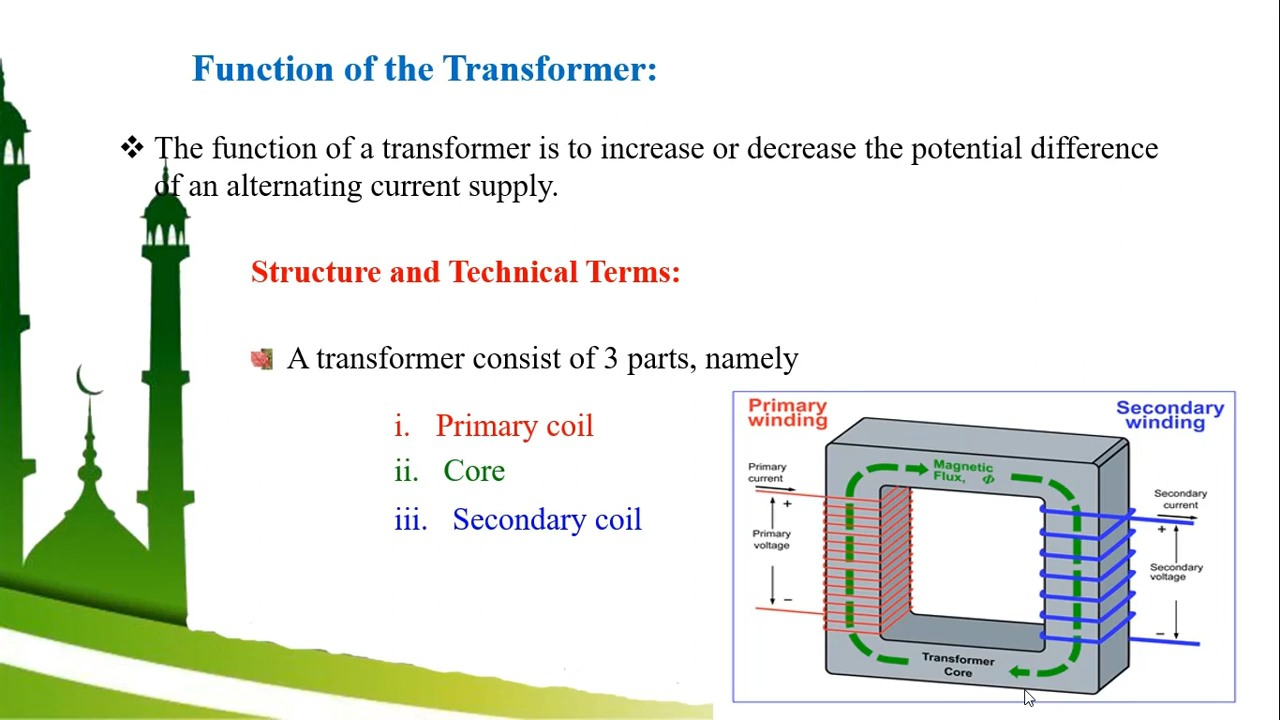 Function of the Transformer:
❖ The function of a transformer is to increase or decrease the potential difference
of an alternating current supply.
Structure and Technical Terms:
A transformer consist of 3 parts, namely
i. Primary coil
ii. Core
iii. Secondary coil
Primary
winding
Secondary
winding
Primary
current
+
Primary
voltage
−
Magnetic
Flux, Φ
Secondary
current
+
Secondary
voltage
−
Transformer
Core